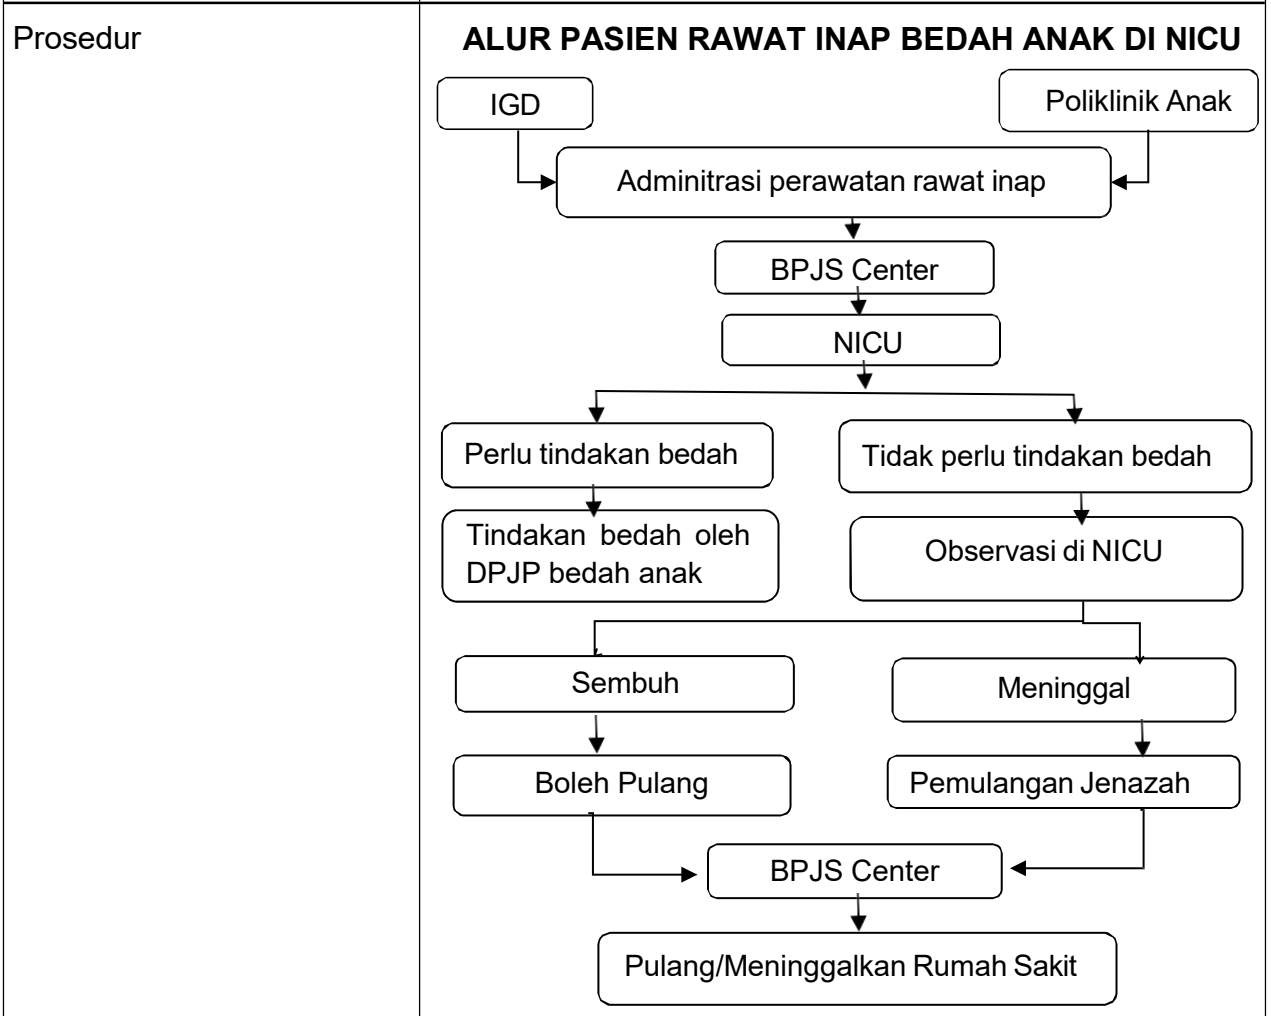 Prosedur
ALUR PASIEN RAWAT INAP BEDAH ANAK DI NICU
IGD
Poliklinik Anak
Adminitrasi perawatan rawat inap
BPJS Center
NICU
Perlu tindakan bedah
Tidak perlu tindakan bedah
Tindakan bedah oleh
DPJP bedah anak
Observasi di NICU
Sembuh
Meninggal
Boleh Pulang
Pemulangan Jenazah
BPJS Center
Pulang/Meninggalkan Rumah Sakit